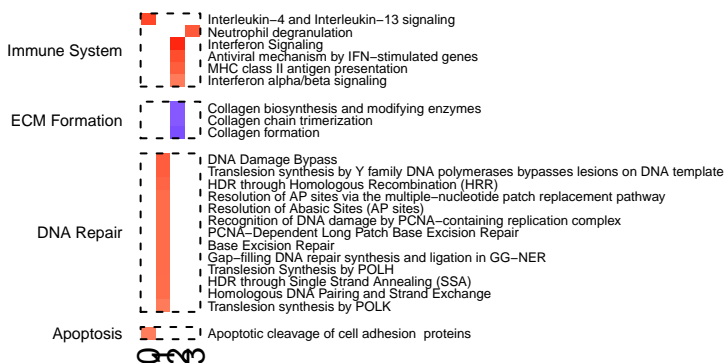 Immune System
Interleukin−4 and Interleukin−13 signaling
Neutrophil degranulation
Interferon Signaling
Antiviral mechanism by IFN−stimulated genes
MHC class II antigen presentation
Interferon alpha/beta signaling
ECM Formation
Collagen biosynthesis and modifying enzymes
Collagen chain trimerization
Collagen formation
DNA Repair
DNA Damage Bypass
Translesion synthesis by Y family DNA polymerases bypasses lesions on DNA template
HDR through Homologous Recombination (HRR)
Resolution of AP sites via the multiple−nucleotide patch replacement pathway
Resolution of Abasic Sites (AP sites)
Recognition of DNA damage by PCNA−containing replication complex
PCNA−Dependent Long Patch Base Excision Repair
Base Excision Repair
Gap−filling DNA repair synthesis and ligation in GG−NER
Translesion Synthesis by POLH
HDR through Single Strand Annealing (SSA)
Homologous DNA Pairing and Strand Exchange
Translesion synthesis by POLK
Apoptosis
Apoptotic cleavage of cell adhesion proteins
0 1 2 3